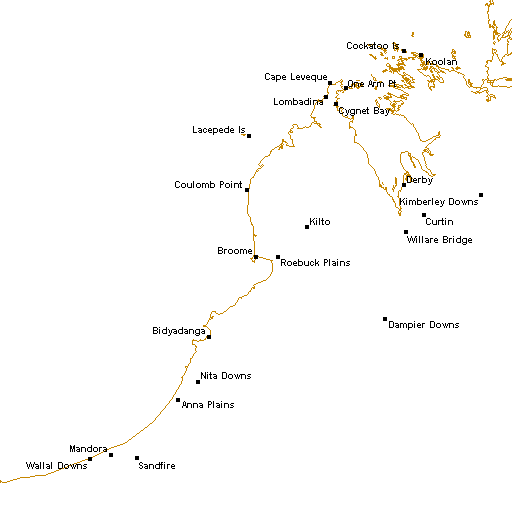 Cockatoo Is
Koolan
Cape Leveque
One Arm Pt
Lombadina
Cygnet Bay
Lacepede Is
Coulomb Point
Derby
Kimberley Downs
Curtin
Kilto
Willare Bridge
Broome
Roebuck Plains
Dampier Downs
Bidyadanga
Nita Downs
Anna Plains
Mandora
Wallal Downs
Sandfire